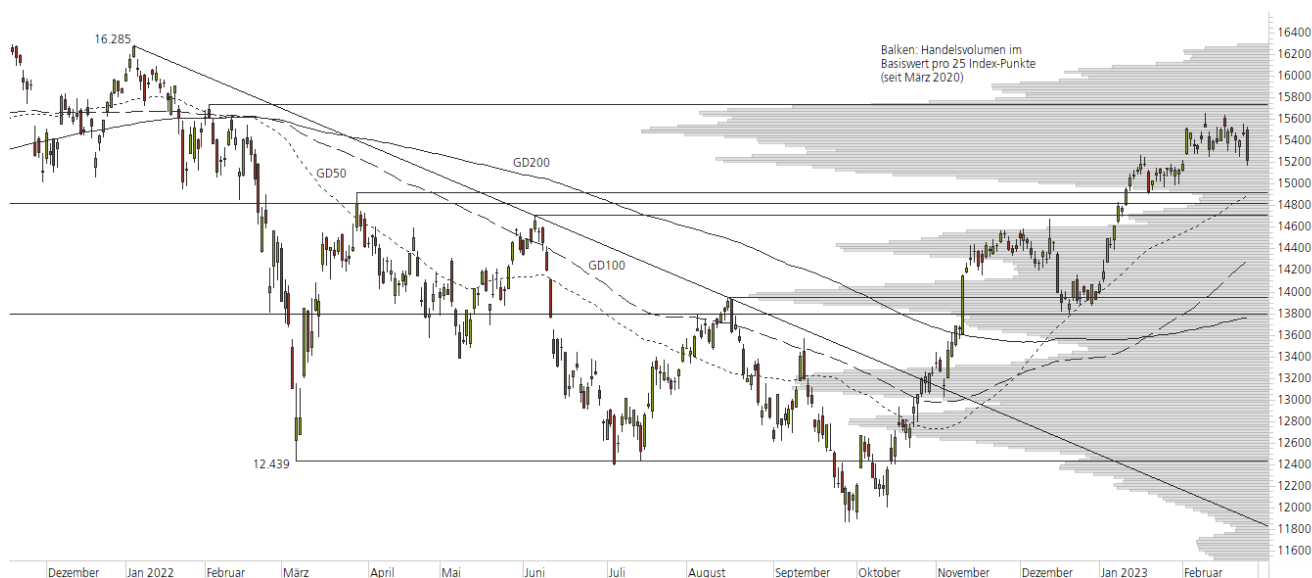 16.285
Balken: Handelsvolumen im
Basiswert pro 25 Index-Punkte
(seit März 2020)
GD200
GD50
GD100
12.439
16400
16200
16000
15800
15600
15400
15200
15000
14800
14600
14400
14200
14000
13800
13600
13400
13200
13000
12800
12600
12400
12200
12000
11800
11600
Dezember
Jan 2022
Februar
März
April
Mai
Juni
Juli
August
September
Oktober
November
Dezember
Jan 2023
Februar